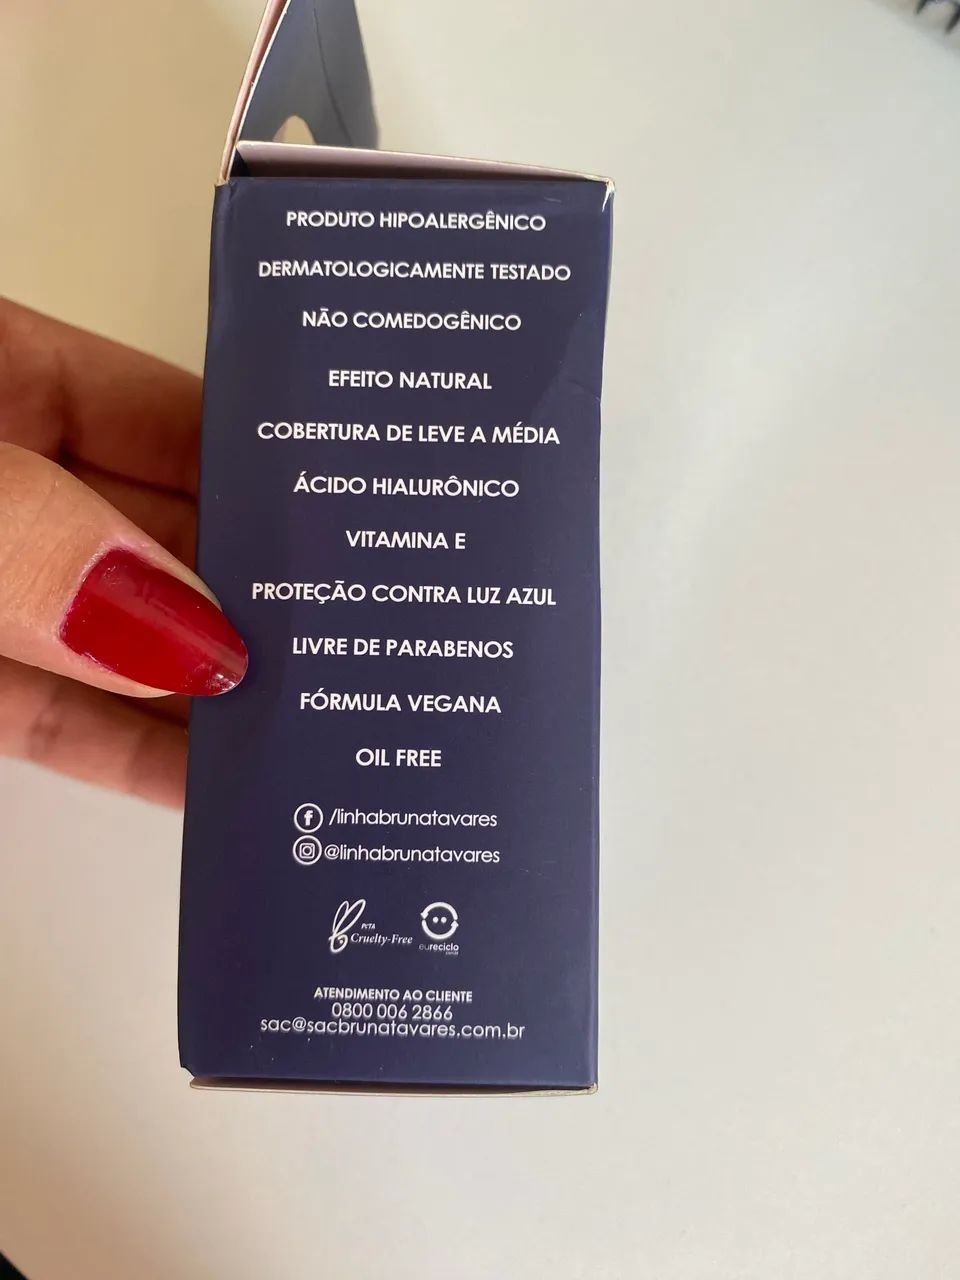 PRODUTO HIPOALERGÊNICO
DERMATOLOGICAMENTE TESTADO
NÃO COMEDOGÊNICO
EFEITO NATURAL
COBERTURA DE LEVE A MÉDIA
ÁCIDO HIALURÔNICO
VITAMINA E
PROTEÇÃO CONTRA LUZ AZUL
LIVRE DE PARABENOS
FÓRMULA VEGANA
OIL FREE
/linhabrunatavares
@linhabrunatavares
PETA
Cruelty-Free
eureciclo
ATENDIMENTO AO CLIENTE
0800 006 2866
sac@sacbrunatavares.com.br